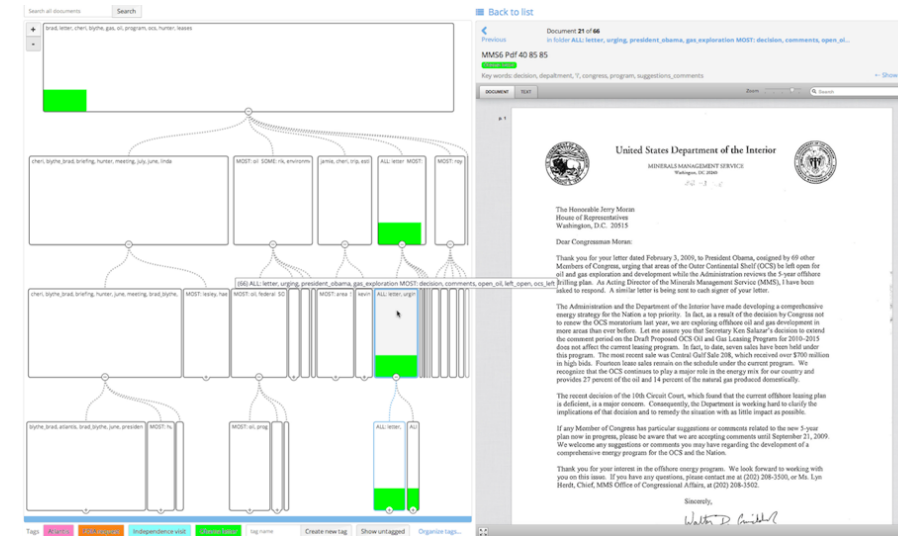 Search all documents
Search
+
-
brad, letter, cheri, blythe, gas, oil, program, ocs, hunter, leases
cheri, blythe_brad, briefing, hunter, meeting, july, june, linda
MOST: oil SOME: rik, environm
jamie, cheri, trip, esti
ALL: letter MOST:
MOST: roy
(66) ALL: letter, urging, president_obama, gas_exploration MOST: decision, comments, open_oil, left_open, ocs_left
cheri, blythe_brad, briefing, hunter, june, meeting, brad_blythe,
MOST: lesley, has
MOST: oil, federal SO
MOST: area
kevin
ALL: letter, urgin
blythe_brad, atlantis, brad_blythe, june, presiden
MOST: oil, prog
ALL: letter,
ALL
Tags
Independence visit
tag name
Create new tag
Show untagged
Organize tags...
Back to list
Previous
Document 21 of 66
in folder ALL: letter, urging, president_obama, gas_exploration MOST: decision, comments, open_oi...
MMS6 Pdf 40 85 85
Key words: decision, congress, program, suggestions_comments
← Show
DOCUMENT
TEXT
Zoom
Search
p. 1
United States Department of the Interior
MINERALS MANAGEMENT SERVICE
Washington, DC 20240
The Honorable Jerry Moran
House of Representatives
Washington, D.C. 20515
Dear Congressman Moran:
Thank you for your letter dated February 3, 2009, to President Obama, cosigned by 69 other
Members of Congress, urging that areas of the Outer Continental Shelf (OCS) be left open for
oil and gas exploration and development while the Administration reviews the 5-year offshore
drilling plan. As Acting Director of the Minerals Management Service (MMS), I have been
asked to respond. A similar letter is being sent to each signer of your letter.
The Administration and the Department of the Interior have made developing a comprehensive
energy strategy for the Nation a top priority. In fact, as a result of the decision by Congress not
to renew the OCS moratorium last year, we are exploring offshore oil and gas development in
more areas than ever before. Let me assure you that Secretary Ken Salazar's decision to extend
the comment period on the Draft Proposed OCS Oil and Gas Leasing Program for 2010-2015
does not affect the current leasing program. In fact, to date, seven sales have been held under
this program. The most recent sale was Central Gulf Sale 208, which received over $700 million
in high bids. Fourteen lease sales remain on the schedule under the current program. We
recognize that the OCS continues to play a major role in the energy mix for our country and
provides 27 percent of the oil and 14 percent of the natural gas produced domestically.
The recent decision of the 10th Circuit Court, which found that the current offshore leasing plan
is deficient, is a major concern. Consequently, the Department is working hard to clarify the
implications of that decision and to remedy the situation with as little impact as possible.
If any Member of Congress has particular suggestions or comments related to the new 5-year
plan now in progress, please be aware that we are accepting comments until September 21, 2009.
We welcome any suggestions or comments you may have regarding the development of a
comprehensive energy program for the OCS and the Nation.
Thank you for your interest in the offshore energy program. We look forward to working with
you on this issue. If you have any questions, please contact me at (202) 208-3500, or Ms. Lyn
Herdt, Chief, MMS Office of Congressional Affairs, at (202) 208-3502.
Sincerely,